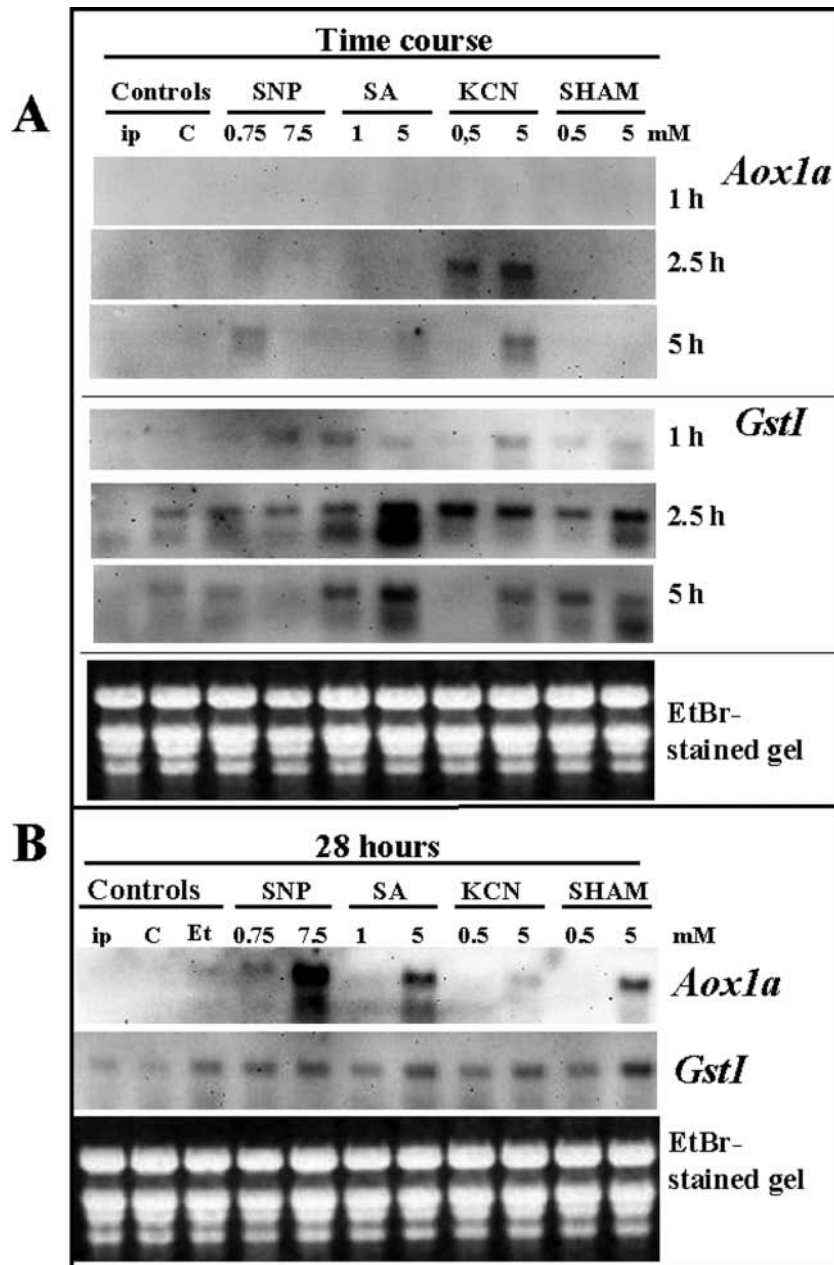 A
Time course
Controls SNP SA KCN SHAM
ip C 0.75 7.5 1 5 0,5 5 0.5 5 mM
Aox1a
1 h
2.5 h
5 h
GstI
1 h
2.5 h
5 h
EtBr-
stained gel
B
28 hours
Controls SNP SA KCN SHAM
ip C Et 0.75 7.5 1 5 0.5 5 0.5 5 mM
Aox1a
GstI
EtBr-
stained gel